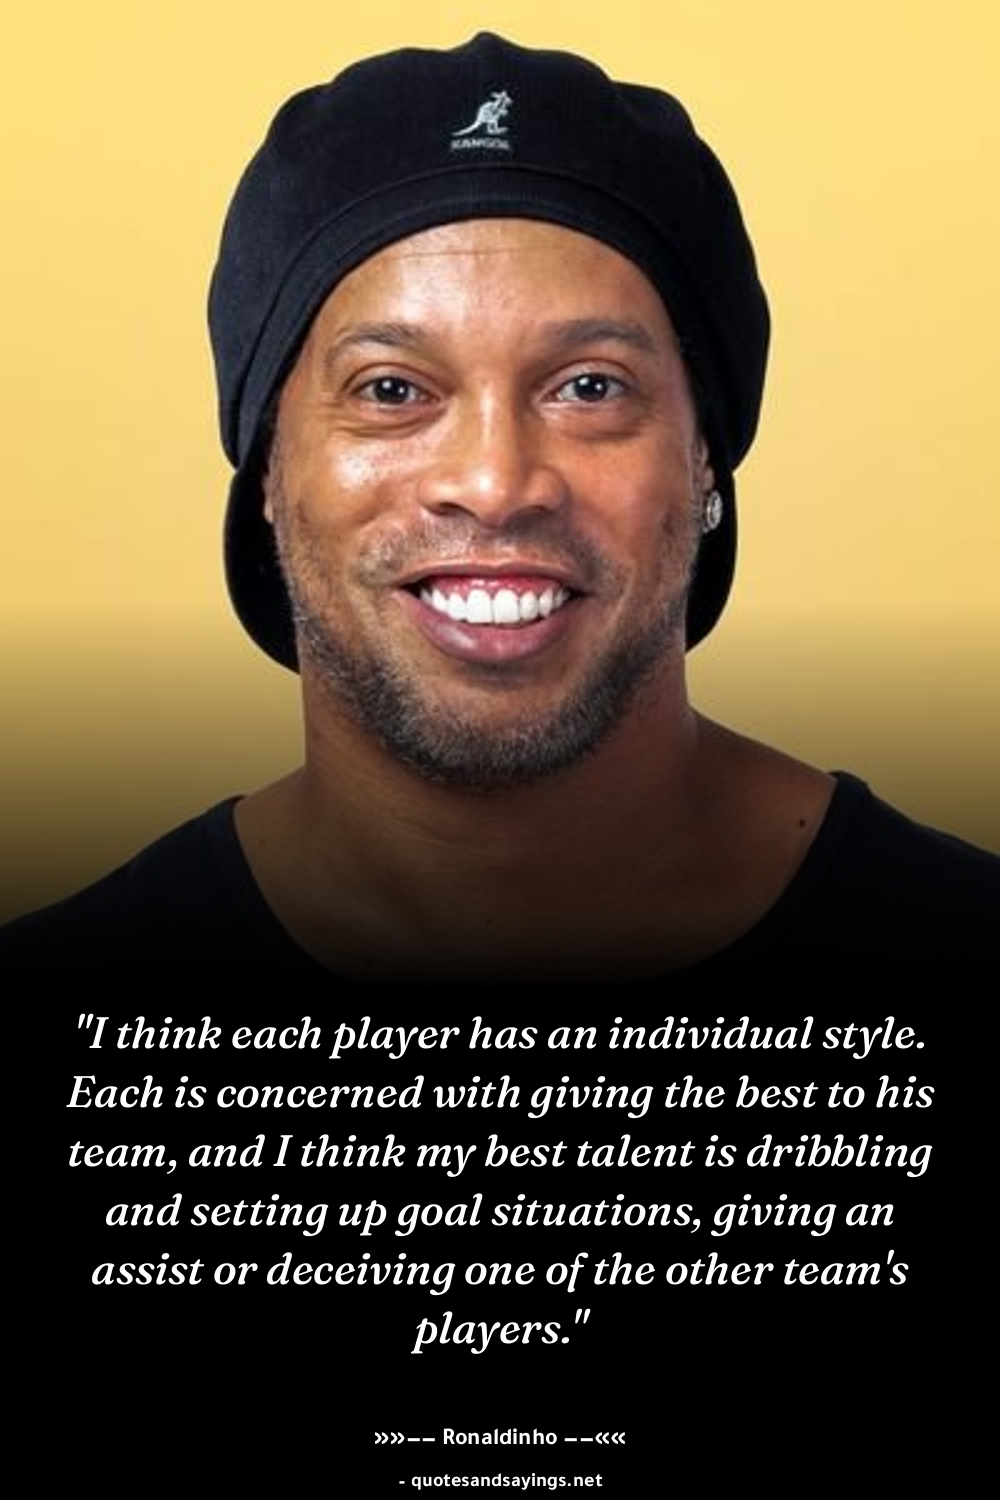 KANGOL
"I think each player has an individual style.
Each is concerned with giving the best to his
team, and I think my best talent is dribbling
and setting up goal situations, giving an
assist or deceiving one of the other team's
players."
»»–– Ronaldinho ––««
- quotesandsayings.net